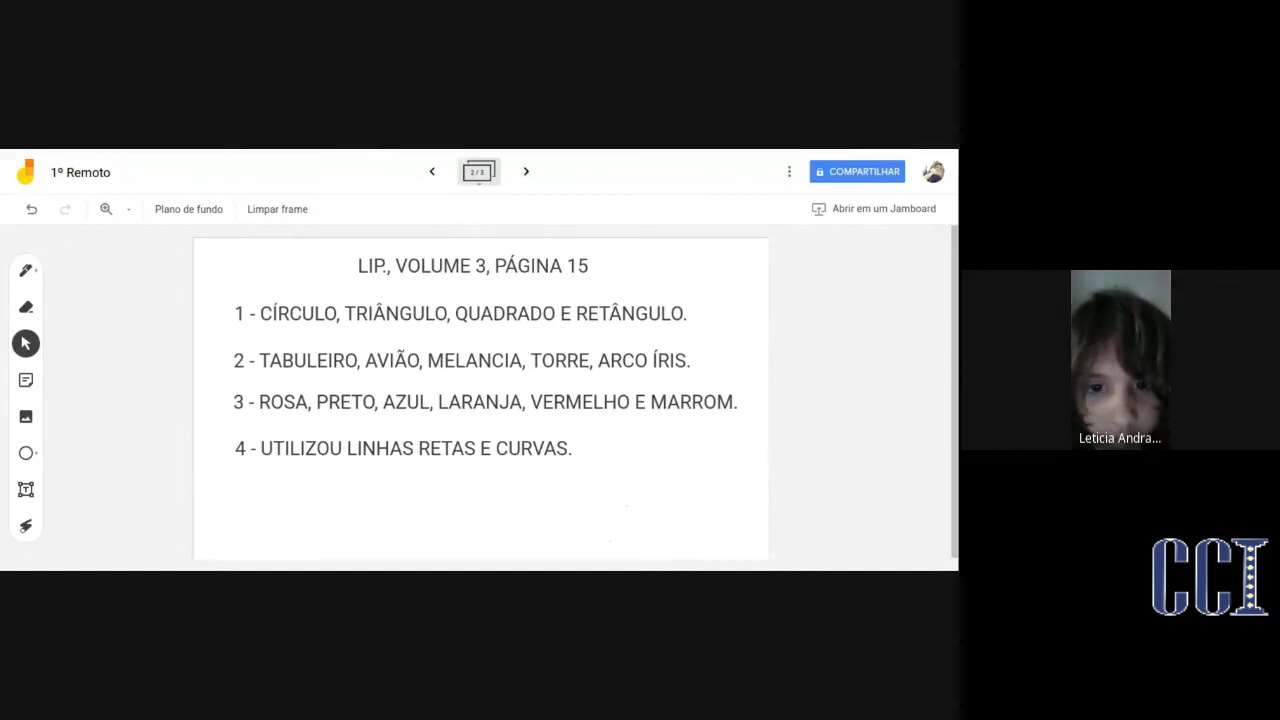 1º Remoto
2 / 3
COMPARTILHAR
Plano de fundo
Limpar frame
Abrir em um Jamboard
LIP., VOLUME 3, PÁGINA 15
1 - CÍRCULO, TRIÂNGULO, QUADRADO E RETÂNGULO.
2 - TABULEIRO, AVIÃO, MELANCIA, TORRE, ARCO ÍRIS.
3 - ROSA, PRETO, AZUL, LARANJA, VERMELHO E MARROM.
4 - UTILIZOU LINHAS RETAS E CURVAS.
Leticia Andra...
CCI